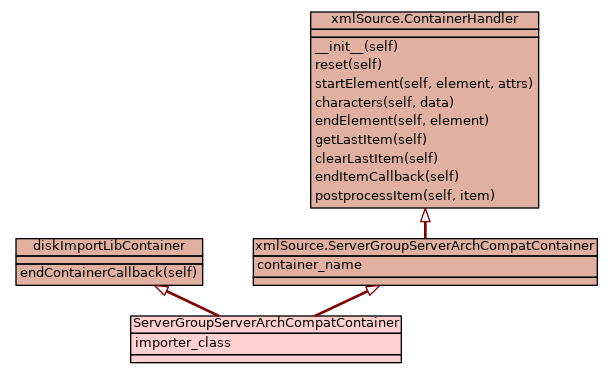 xmlSource.ContainerHandler
__init__(self)
reset(self)
startElement(self, element, attrs)
characters(self, data)
endElement(self, element)
getLastItem(self)
clearLastItem(self)
endItemCallback(self)
postprocessItem(self, item)
diskImportLibContainer
endContainerCallback(self)
xmlSource.ServerGroupServerArchCompatContainer
container_name
ServerGroupServerArchCompatContainer
importer_class